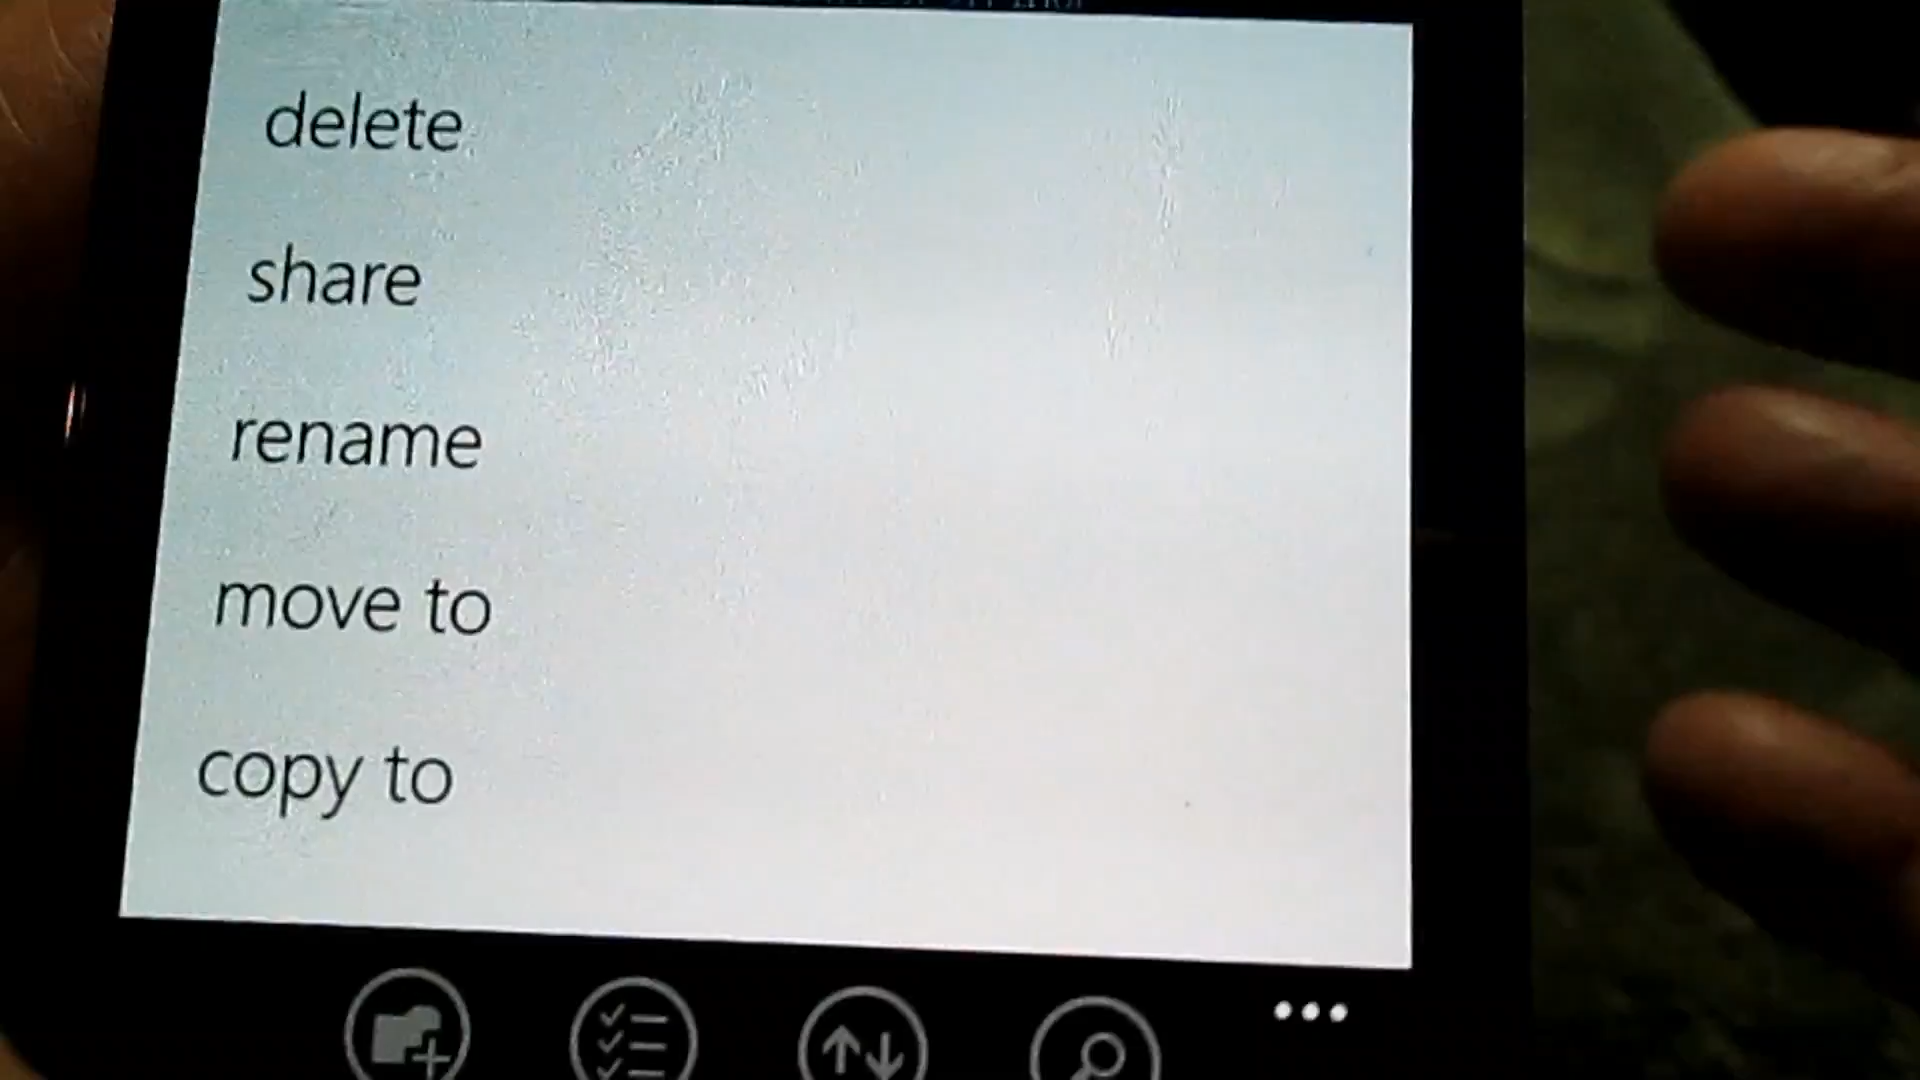 delete
share
rename
move to
copy to